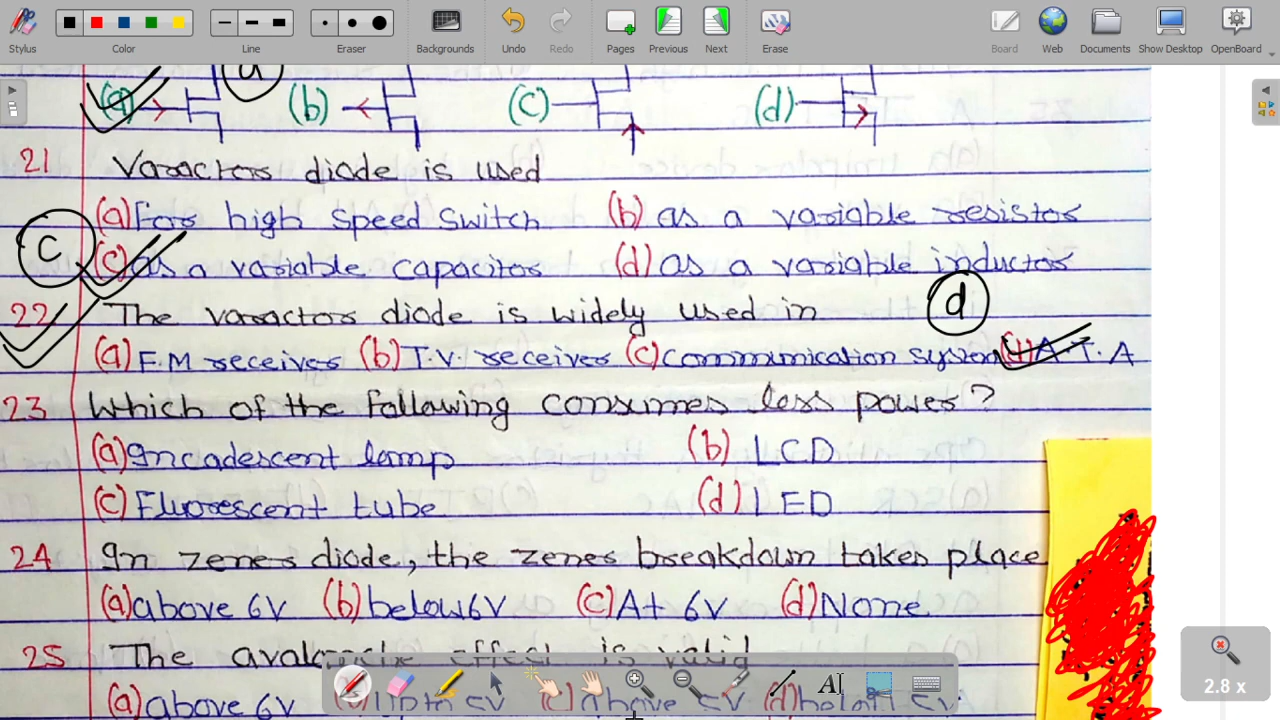 Stylus Color Line Eraser Backgrounds Undo Redo Pages Previous Next Erase Board Web Documents Show Desktop OpenBoard
(a) a (b) (c) (d)
21 Varactor diode is used
(a) For high speed switch (b) as a variable resistor
C (c) as a variable capacitor (d) as a variable inductor
22 The varactor diode is widely used in d
(a) F.M receiver (b) T.V. receiver (c) Communication system (d) A.T.A
23 Which of the following consumes less power?
(a) Incadescent lamp (b) LCD
(c) Fluorescent tube (d) LED
24 In zener diode, the zener breakdown takes place
(a) above 6V (b) below 6V (c) At 6V (d) None
25 The avalanche effect is valid
(a) above 6V
2.8 x